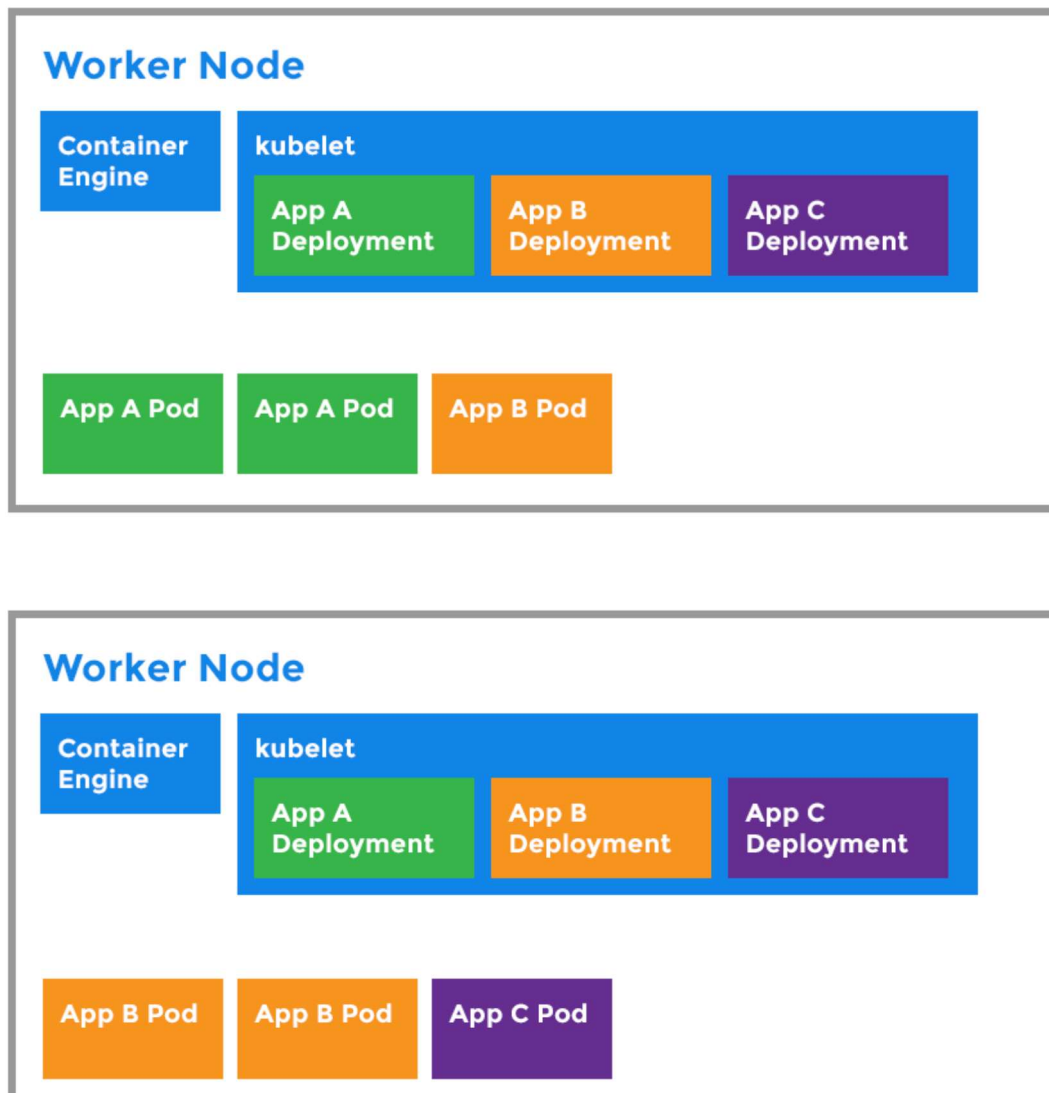 Worker Node
Container
Engine
kubelet
App A
Deployment
App B
Deployment
App C
Deployment
App A Pod
App A Pod
App B Pod
Worker Node
Container
Engine
kubelet
App A
Deployment
App B
Deployment
App C
Deployment
App B Pod
App B Pod
App C Pod